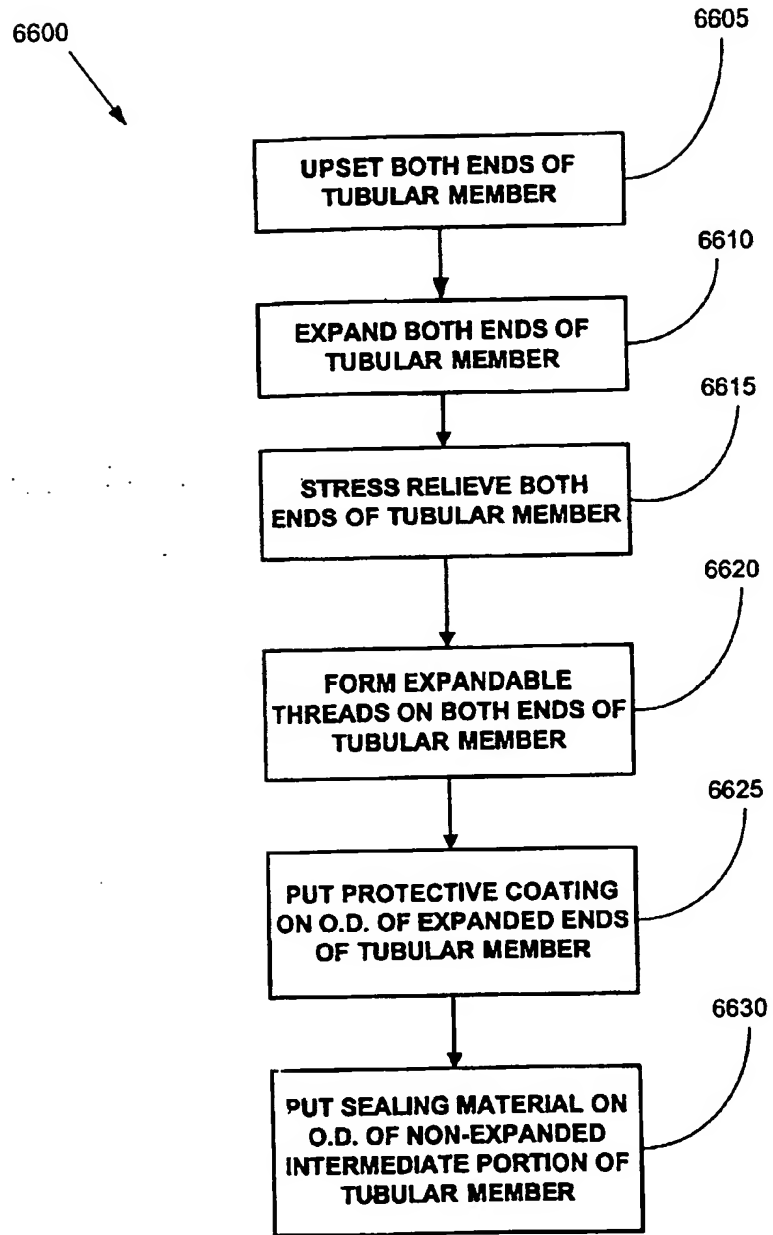 6600
6605
UPSET BOTH ENDS OF
TUBULAR MEMBER
6610
EXPAND BOTH ENDS OF
TUBULAR MEMBER
6615
STRESS RELIEVE BOTH
ENDS OF TUBULAR MEMBER
6620
FORM EXPANDABLE
THREADS ON BOTH ENDS OF
TUBULAR MEMBER
6625
PUT PROTECTIVE COATING
ON O.D. OF EXPANDED ENDS
OF TUBULAR MEMBER
6630
PUT SEALING MATERIAL ON
O.D. OF NON-EXPANDED
INTERMEDIATE PORTION OF
TUBULAR MEMBER